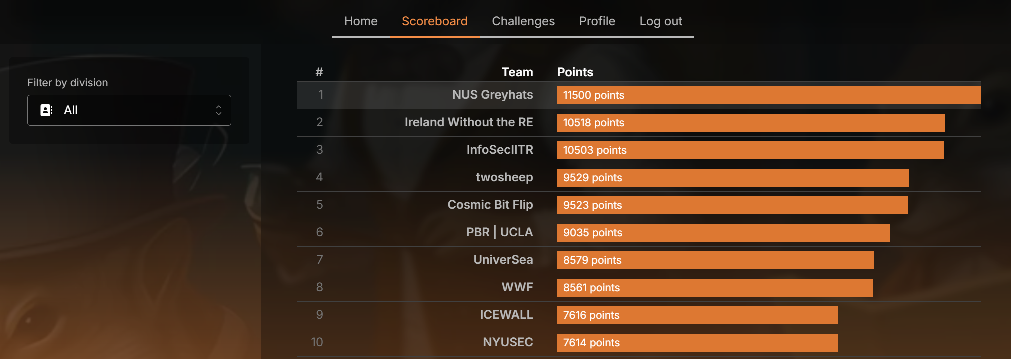 Home Scoreboard Challenges Profile Log out
Filter by division
All
# Team Points
1 NUS Greyhats 11500 points
2 Ireland Without the RE 10518 points
3 InfoSecIITR 10503 points
4 twosheep 9529 points
5 Cosmic Bit Flip 9523 points
6 PBR | UCLA 9035 points
7 UniverSea 8579 points
8 WWF 8561 points
9 ICEWALL 7616 points
10 NYUSEC 7614 points